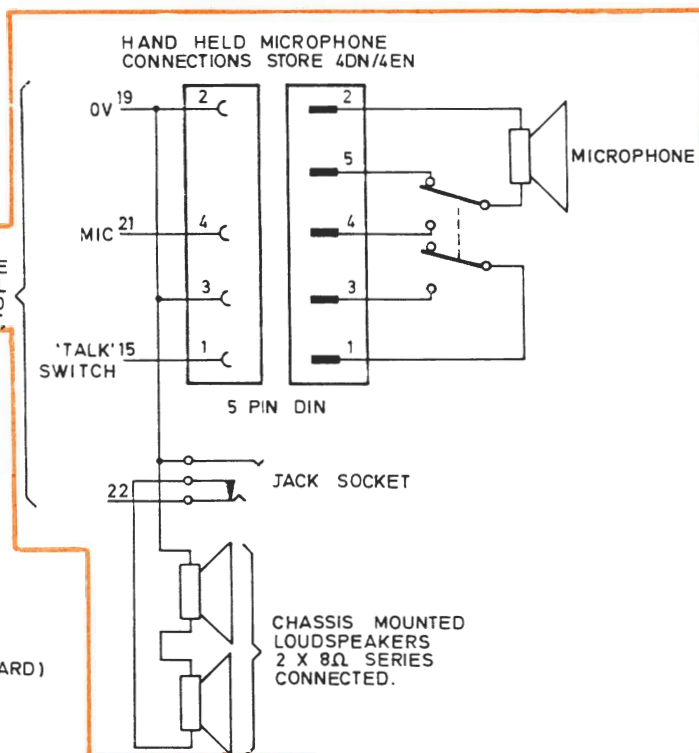 HAND HELD MICROPHONE
CONNECTIONS STORE 4DN/4EN
0V 19
2
2
5
MICROPHONE
MIC 21
4
4
3
3
'TALK' 15
SWITCH
1
1
5 PIN DIN
22
JACK SOCKET
CHASSIS MOUNTED
LOUDSPEAKERS
2 X 8Ω SERIES
CONNECTED.
ARD)